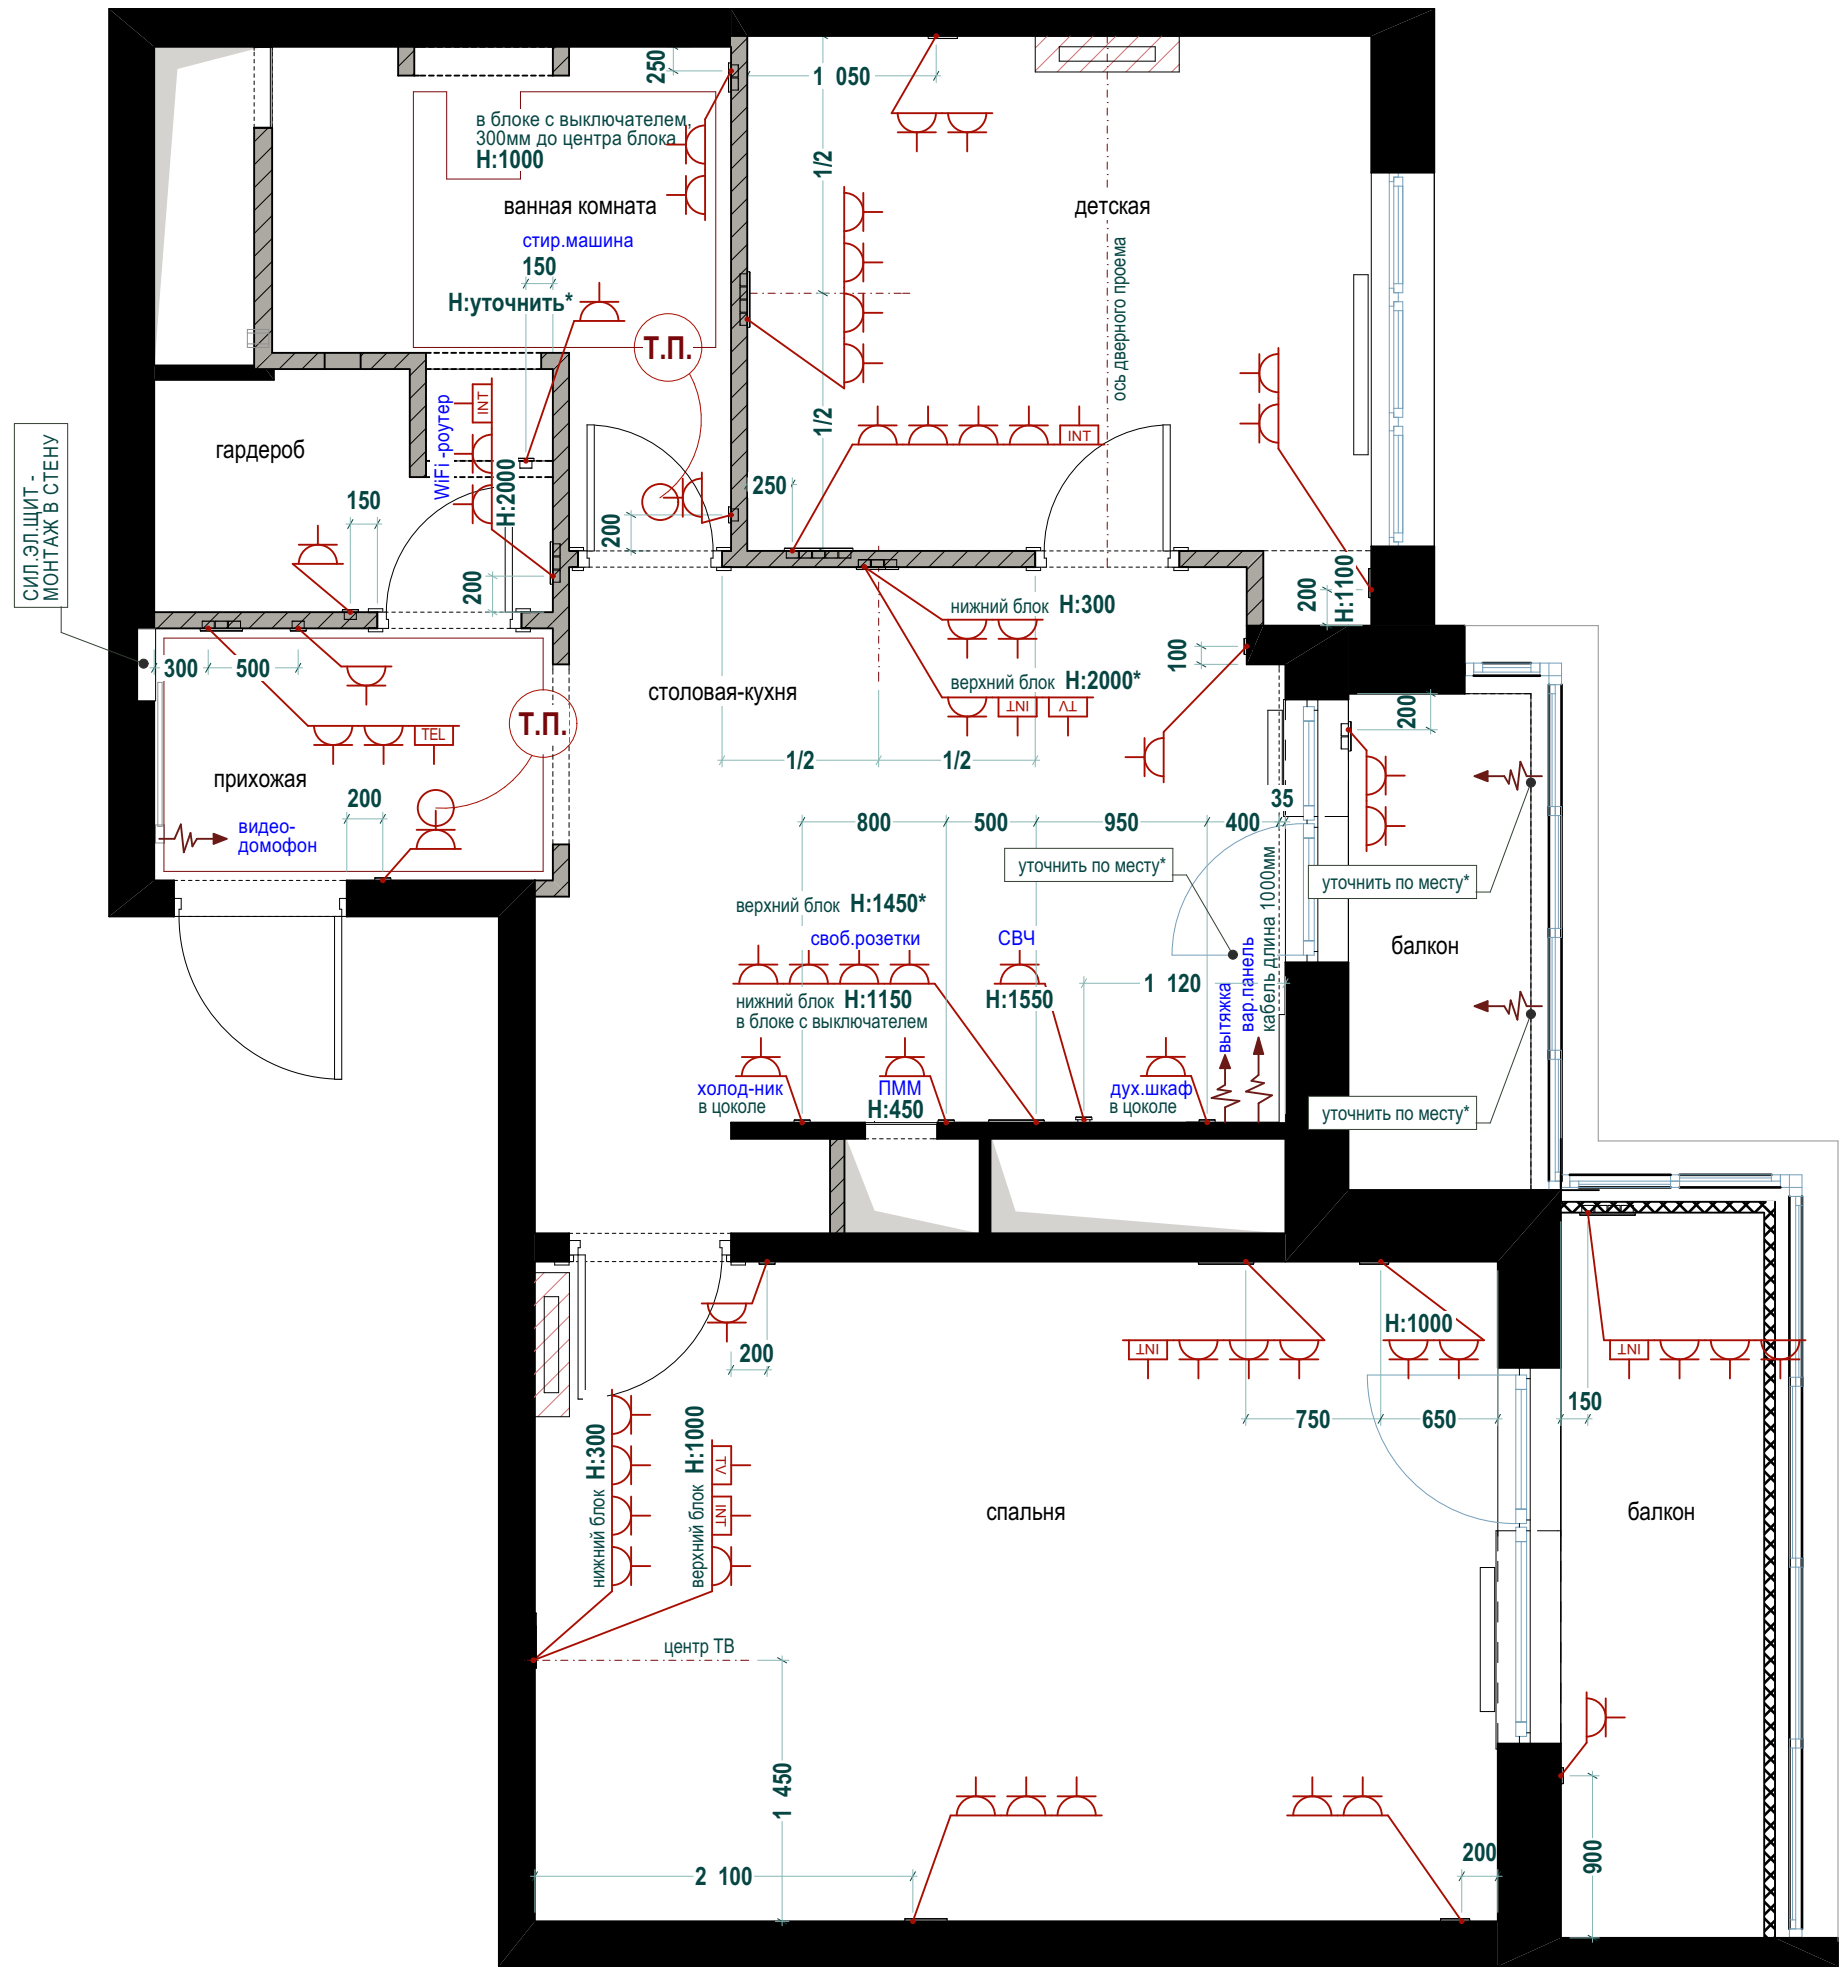 250
1 050
в блоке с выключателем,
300мм до центра блока
H:1000
1/2
ванная комната
детская
стир.машина
150
H:уточнить*
ось дверного проема
Т.П.
INT
WiFi -роутер
1/2
INT
гардероб
СИЛ.ЭЛ.ЩИТ -
МОНТАЖ В СТЕНУ
150
H:2000
250
200
200
200
H:1100
нижний блок H:300
100
300
500
верхний блок H:2000*
столовая-кухня
INT
TV
TEL
Т.П.
200
1/2
1/2
прихожая
200
видео-
домофон
35
800
500
950
400
уточнить по месту*
уточнить по месту*
верхний блок H:1450*
своб.розетки
СВЧ
балкон
нижний блок H:1150
в блоке с выключателем
H:1550
1 120
вытяжка
вар.панель
кабель длина 1000мм
холод-ник
в цоколе
ПММ
H:450
дух.шкаф
в цоколе
уточнить по месту*
H:1000
200
INT
INT
750
650
150
нижний блок H:300
верхний блок H:1000
TV
INT
спальня
балкон
центр ТВ
1 450
2 100
200
900